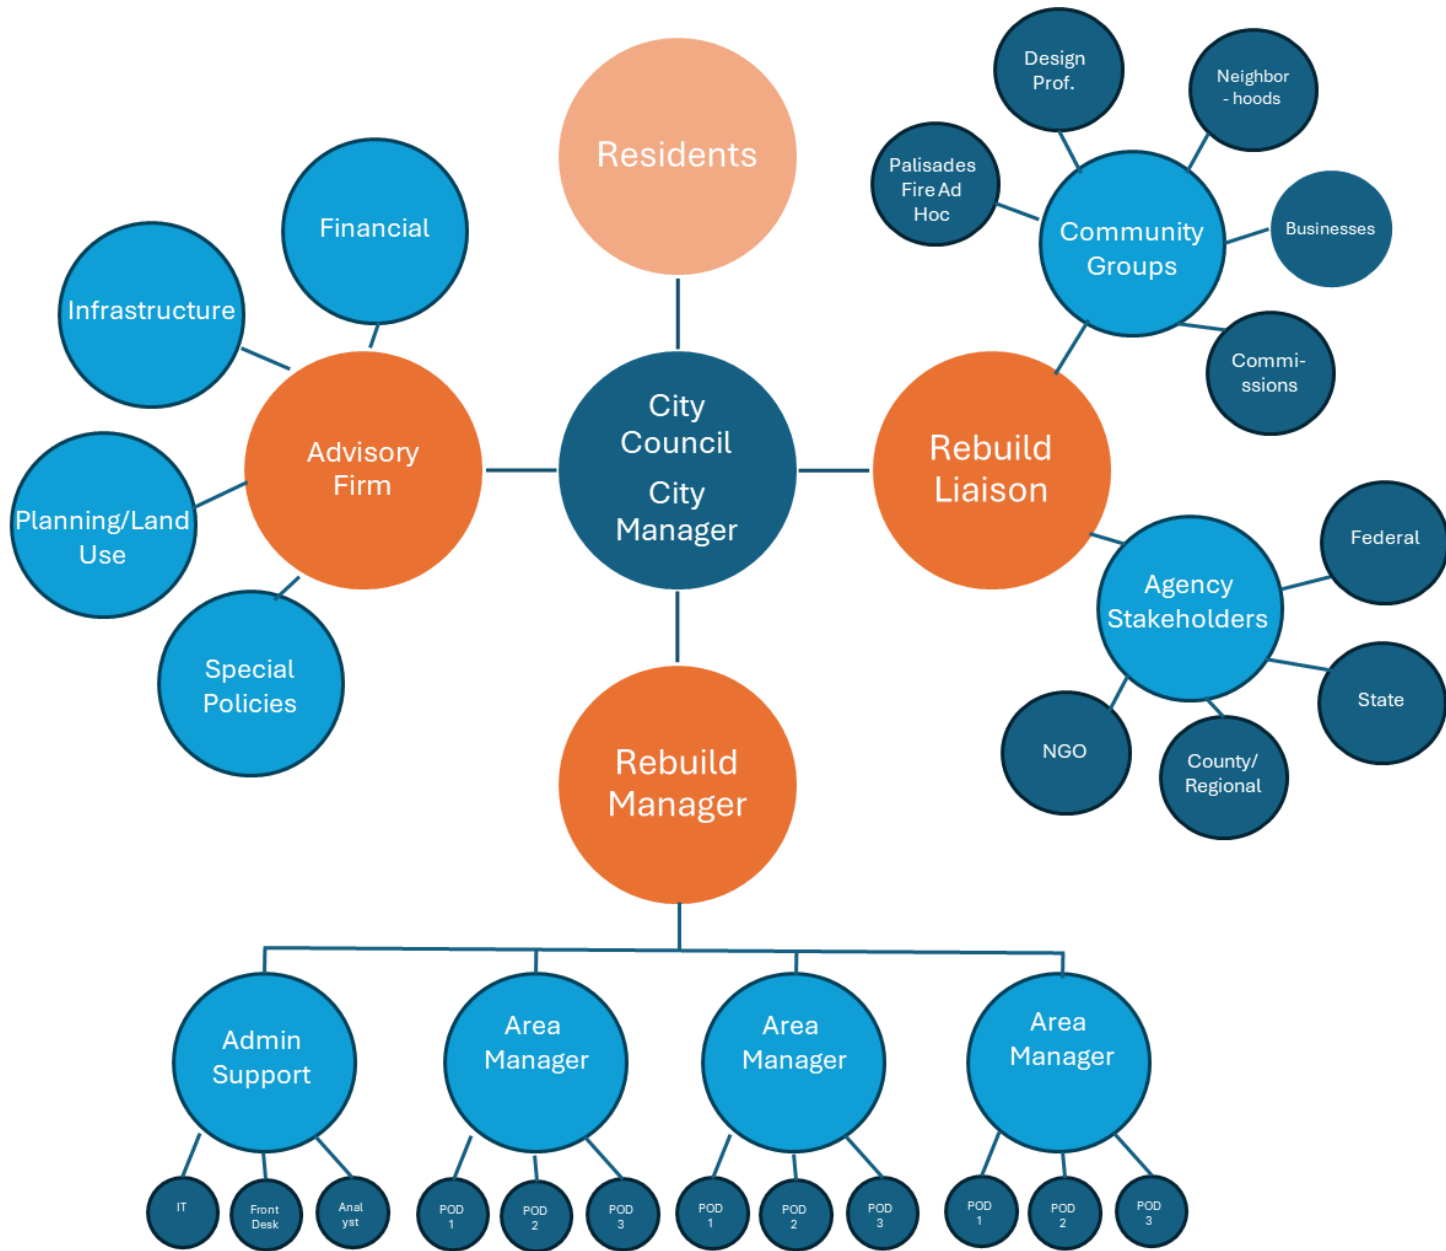 Residents
Financial
Infrastructure
Planning/Land
Use
Special
Policies
Advisory
Firm
City
Council
City
Manager
Rebuild
Liaison
Community
Groups
Palisades
Fire Ad
Hoc
Design
Prof.
Neighbor
- hoods
Businesses
Commi-
ssions
Agency
Stakeholders
Federal
State
County/
Regional
NGO
Rebuild
Manager
Admin
Support
IT
Front
Desk
Anal
yst
Area
Manager
POD
1
POD
2
POD
3
Area
Manager
POD
1
POD
2
POD
3
Area
Manager
POD
1
POD
2
POD
3